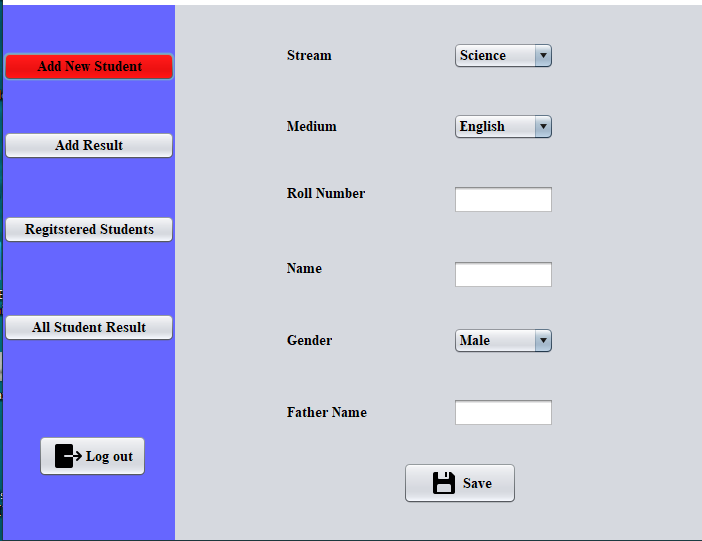 Add New Student
Add Result
Regitstered Students
All Student Result
Log out
Stream
Science
Medium
English
Roll Number
Name
Gender
Male
Father Name
Save